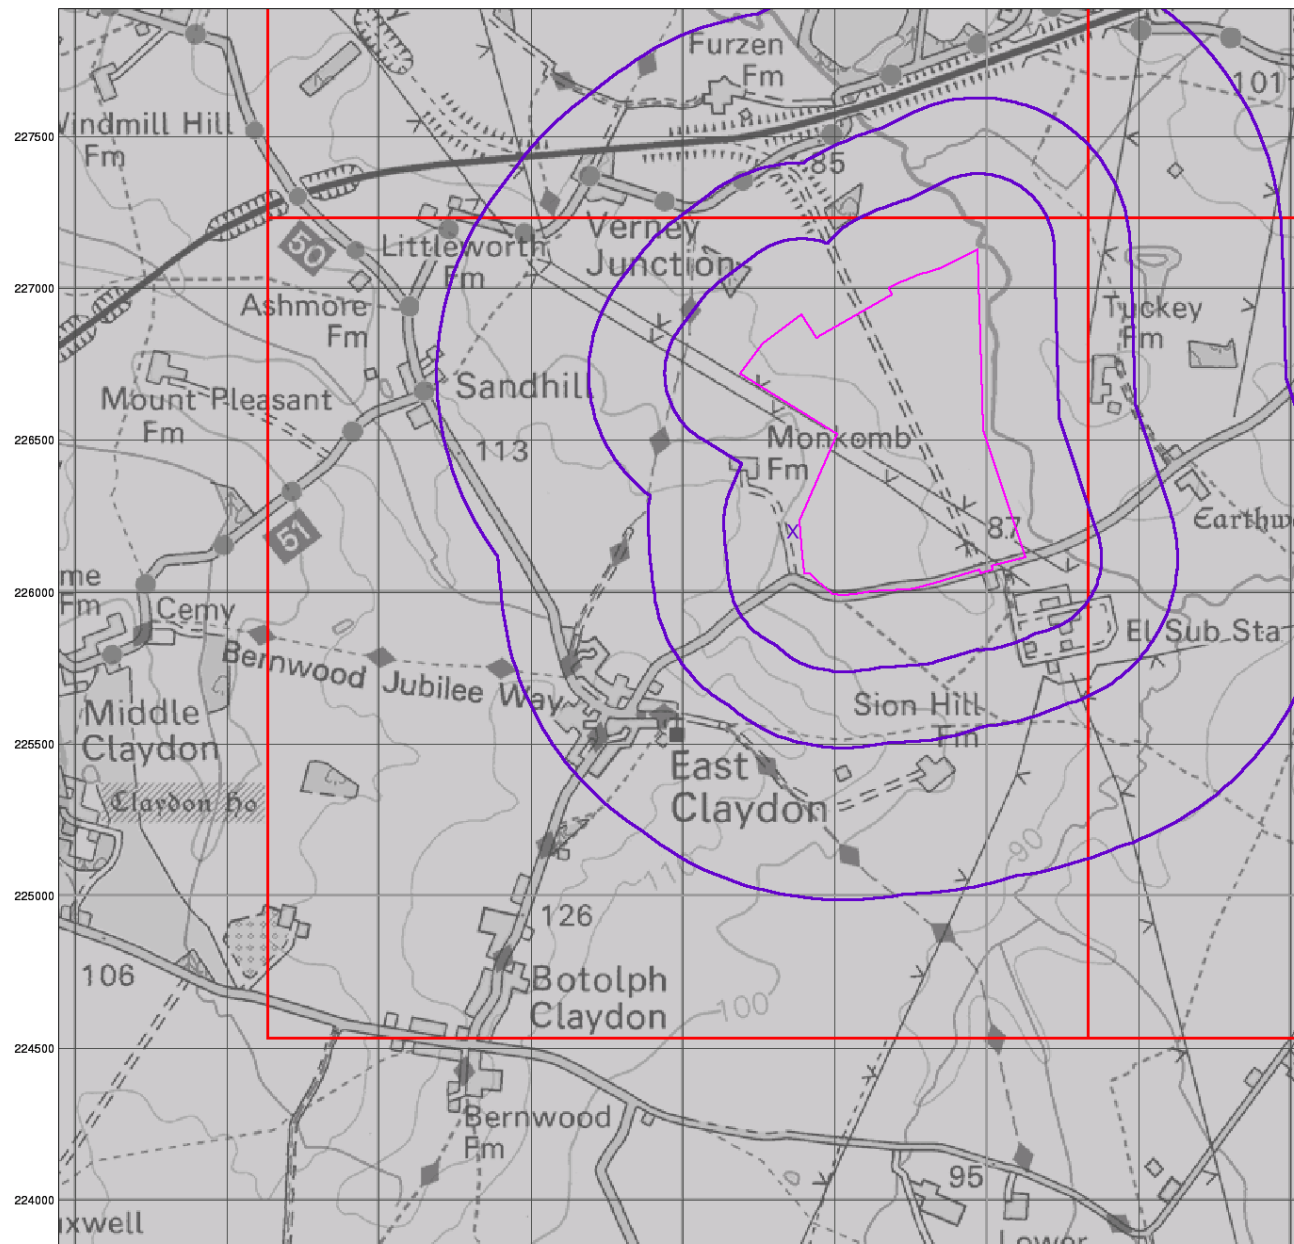 Furzen
Fm
101
227500
Windmill Hill
Fm
85
50
Littleworth
Fm
Verney
Junction
227000
Ashmore
Fm
Tuckey
Fm
Sandhill
Mount Pleasant
Fm
226500
113
Monkomb
Fm
X
87
51
Earthw
226000
me
Fm
Cemy
El Sub Sta
Bernwood Jubilee Way
Middle
Claydon
Sion Hill
Fm
225500
East
Claydon
Claydon Ho
90
110
225000
126
106
Botolph
Claydon
100
224500
Bernwood
Fm
95
224000
xwell
Lower